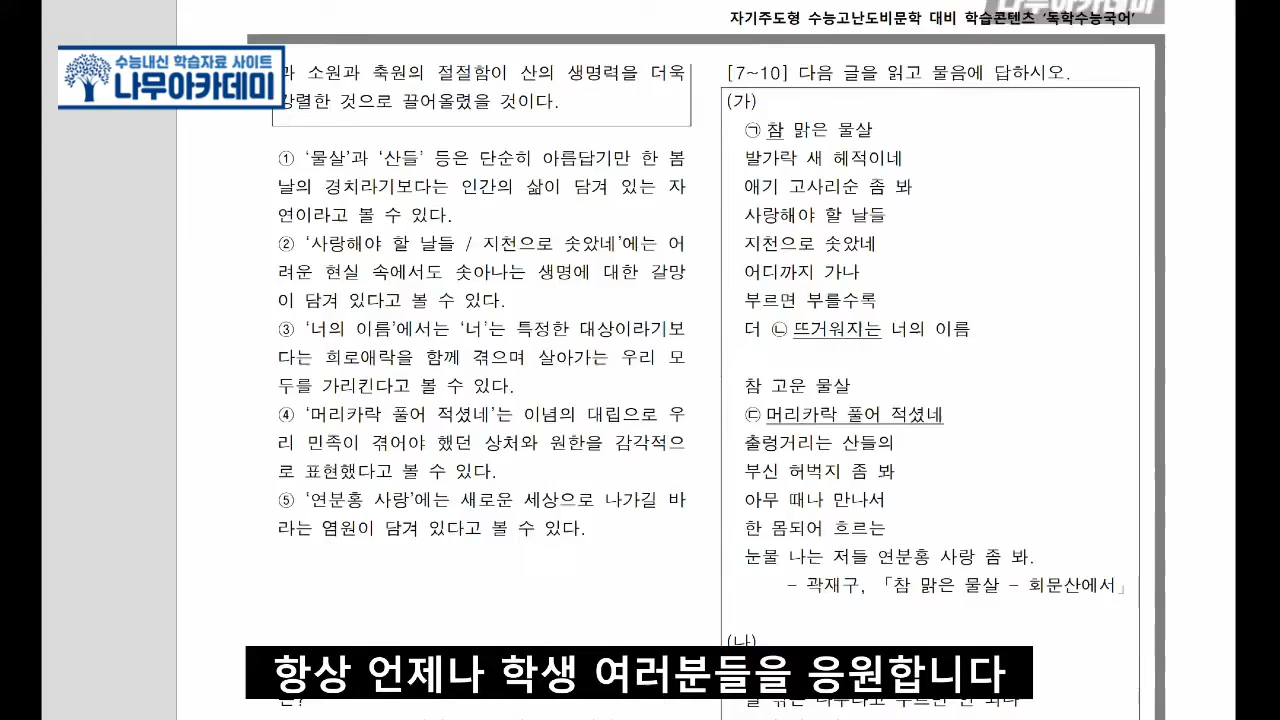 나무아카데미
자기주도형 수능고난도비문학 대비 학습콘텐츠 '독학수능국어'
수능내신 학습자료 사이트
나무아카데미
과 소원과 축원의 절절함이 산의 생명력을 더욱
강렬한 것으로 끌어올렸을 것이다.
① '물살'과 '산들' 등은 단순히 아름답기만 한 봄
날의 경치라기보다는 인간의 삶이 담겨 있는 자
연이라고 볼 수 있다.
② '사랑해야 할 날들 / 지천으로 솟았네'에는 어
려운 현실 속에서도 솟아나는 생명에 대한 갈망
이 담겨 있다고 볼 수 있다.
③ '너의 이름'에서는 '너'는 특정한 대상이라기보
다는 희로애락을 함께 겪으며 살아가는 우리 모
두를 가리킨다고 볼 수 있다.
④ '머리카락 풀어 적셨네'는 이념의 대립으로 우
리 민족이 겪어야 했던 상처와 원한을 감각적으
로 표현했다고 볼 수 있다.
⑤ '연분홍 사랑'에는 새로운 세상으로 나가길 바
라는 염원이 담겨 있다고 볼 수 있다.
는?
[7~10] 다음 글을 읽고 물음에 답하시오.
(가)
㉠ 참 맑은 물살
발가락 새 헤적이네
애기 고사리순 좀 봐
사랑해야 할 날들
지천으로 솟았네
어디까지 가나
부르면 부를수록
더 ㉡ 뜨거워지는 너의 이름
참 고운 물살
㉢ 머리카락 풀어 적셨네
출렁거리는 산들의
부신 허벅지 좀 봐
아무 때나 만나서
한 몸되어 흐르는
눈물 나는 저들 연분홍 사랑 좀 봐.
- 곽재구, 「참 맑은 물살 - 회문산에서」
(나)
항상 언제나 학생 여러분들을 응원합니다